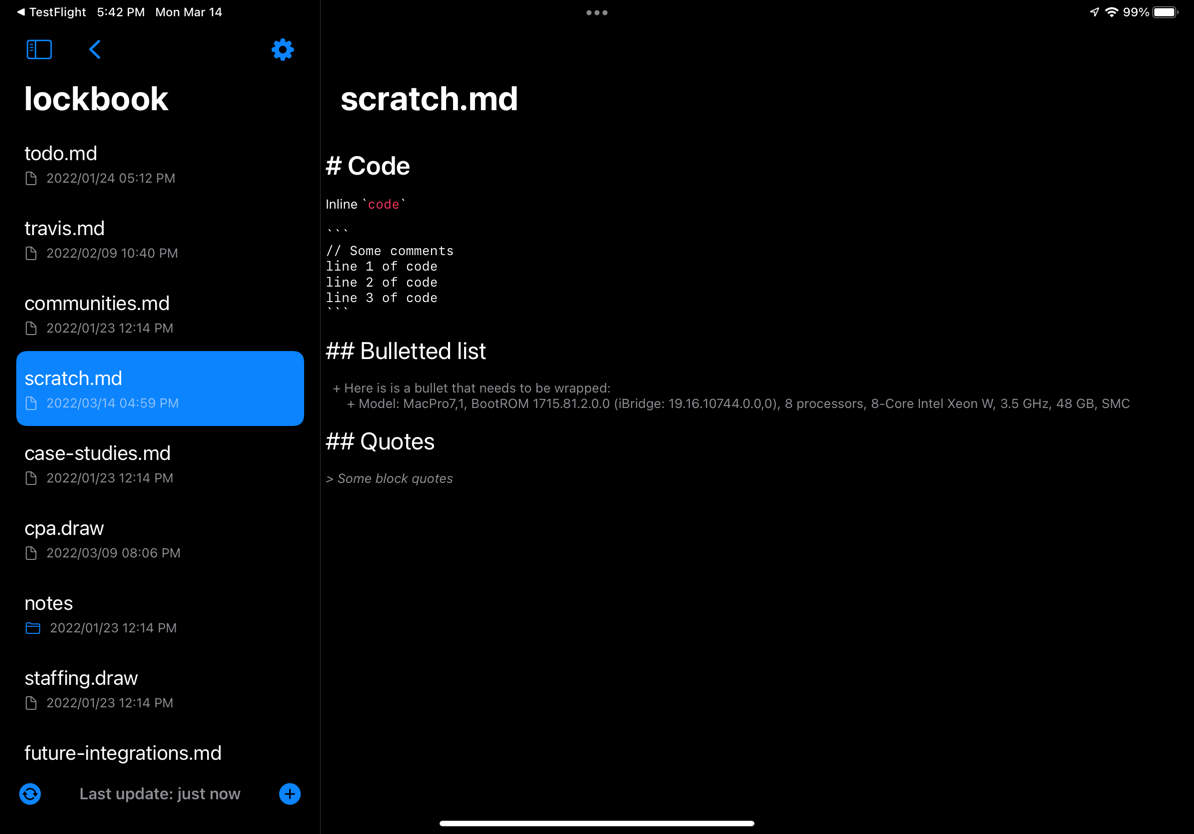 ◀ TestFlight 5:42 PM Mon Mar 14
99%
lockbook
todo.md
2022/01/24 05:12 PM
travis.md
2022/02/09 10:40 PM
communities.md
2022/01/23 12:14 PM
scratch.md
2022/03/14 04:59 PM
case-studies.md
2022/01/23 12:14 PM
cpa.draw
2022/03/09 08:06 PM
notes
2022/01/23 12:14 PM
staffing.draw
2022/01/23 12:14 PM
future-integrations.md
Last update: just now
scratch.md
# Code
Inline `code`
```
// Some comments
line 1 of code
line 2 of code
line 3 of code
```
## Bulletted list
+ Here is is a bullet that needs to be wrapped:
+ Model: MacPro7,1, BootROM 1715.81.2.0.0 (iBridge: 19.16.10744.0.0,0), 8 processors, 8-Core Intel Xeon W, 3.5 GHz, 48 GB, SMC
## Quotes
> Some block quotes